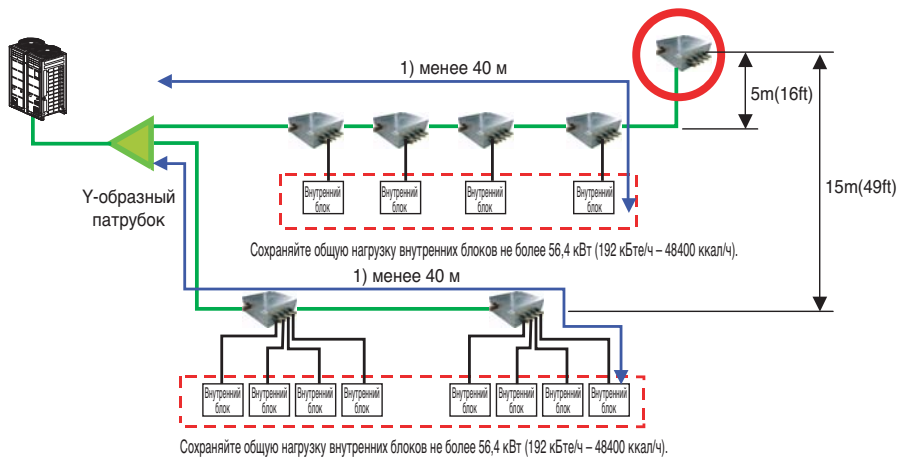 1) менее 40 м
5m(16ft)
15m(49ft)
Y-образный
патрубок
Внутренний
блок
Внутренний
блок
Внутренний
блок
Внутренний
блок
Сохраняйте общую нагрузку внутренних блоков не более 56,4 кВт (192 кБте/ч – 48400 ккал/ч).
1) менее 40 м
Внутренний
блок
Внутренний
блок
Внутренний
блок
Внутренний
блок
Внутренний
блок
Внутренний
блок
Внутренний
блок
Внутренний
блок
Сохраняйте общую нагрузку внутренних блоков не более 56,4 кВт (192 кБте/ч – 48400 ккал/ч).